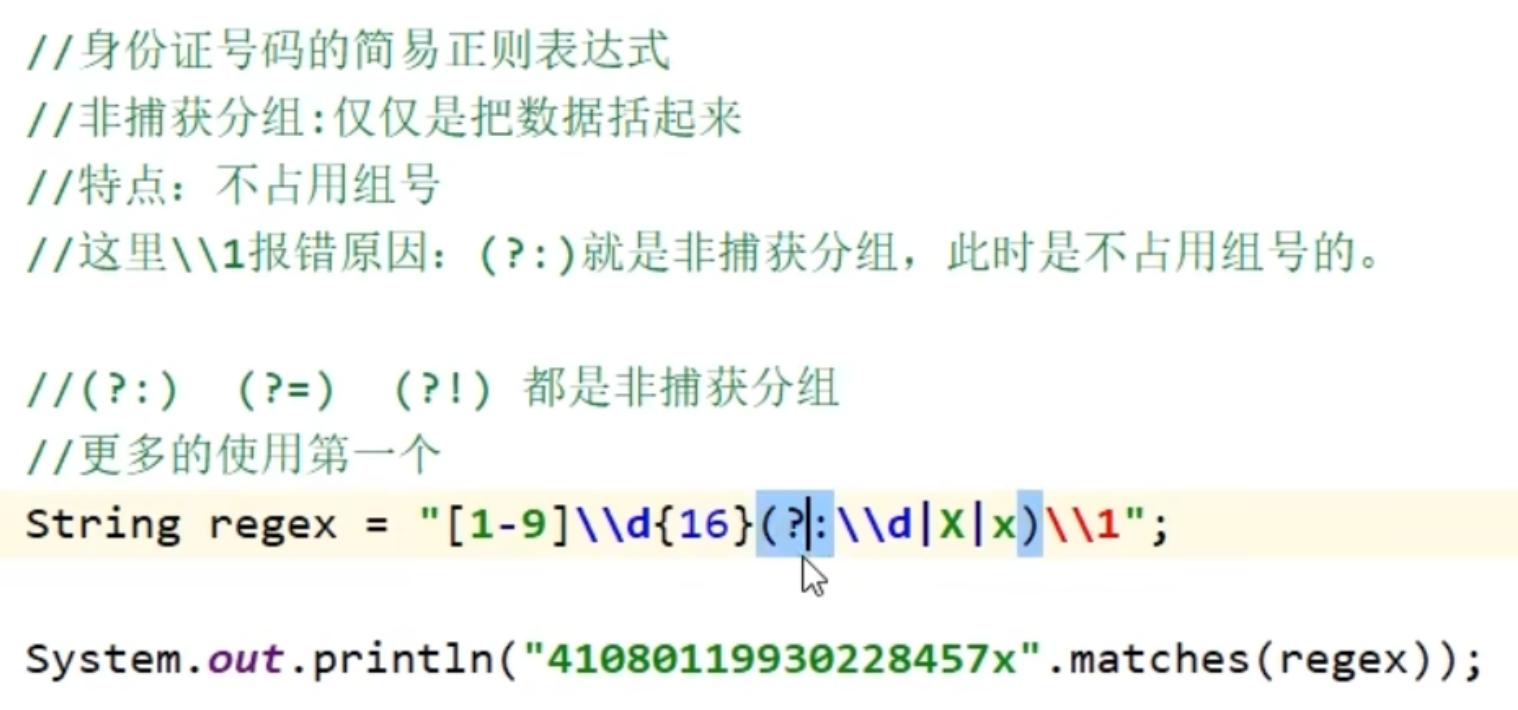 //身份证号码的简易正则表达式
//非捕获分组:仅仅是把数据括起来
//特点：不占用组号
//这里\\1报错原因：(?:)就是非捕获分组，此时是不占用组号的。
//(?:) (?=) (?!) 都是非捕获分组
//更多的使用第一个
String regex = "[1-9]\\d{16}(?:\\d|X|x)\\1";
System.out.println("41080119930228457x".matches(regex));